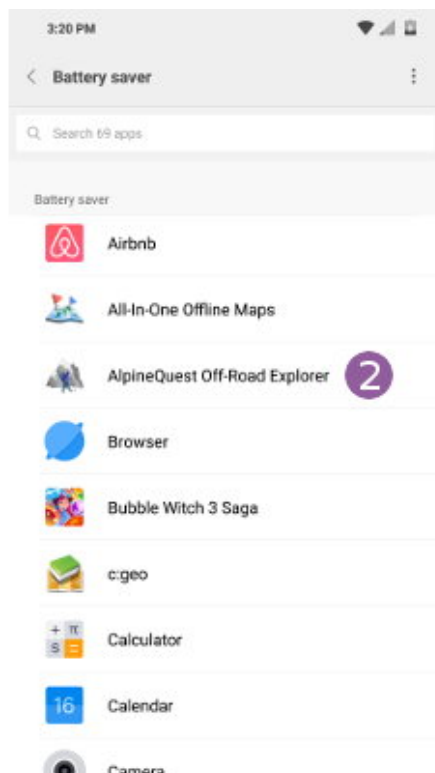 3:20 PM
Battery saver
Search 69 apps
Battery saver
Airbnb
All-In-One Offline Maps
AlpineQuest Off-Road Explorer 2
Browser
Bubble Witch 3 Saga
c:geo
+ π
S =
Calculator
16 Calendar
Camera